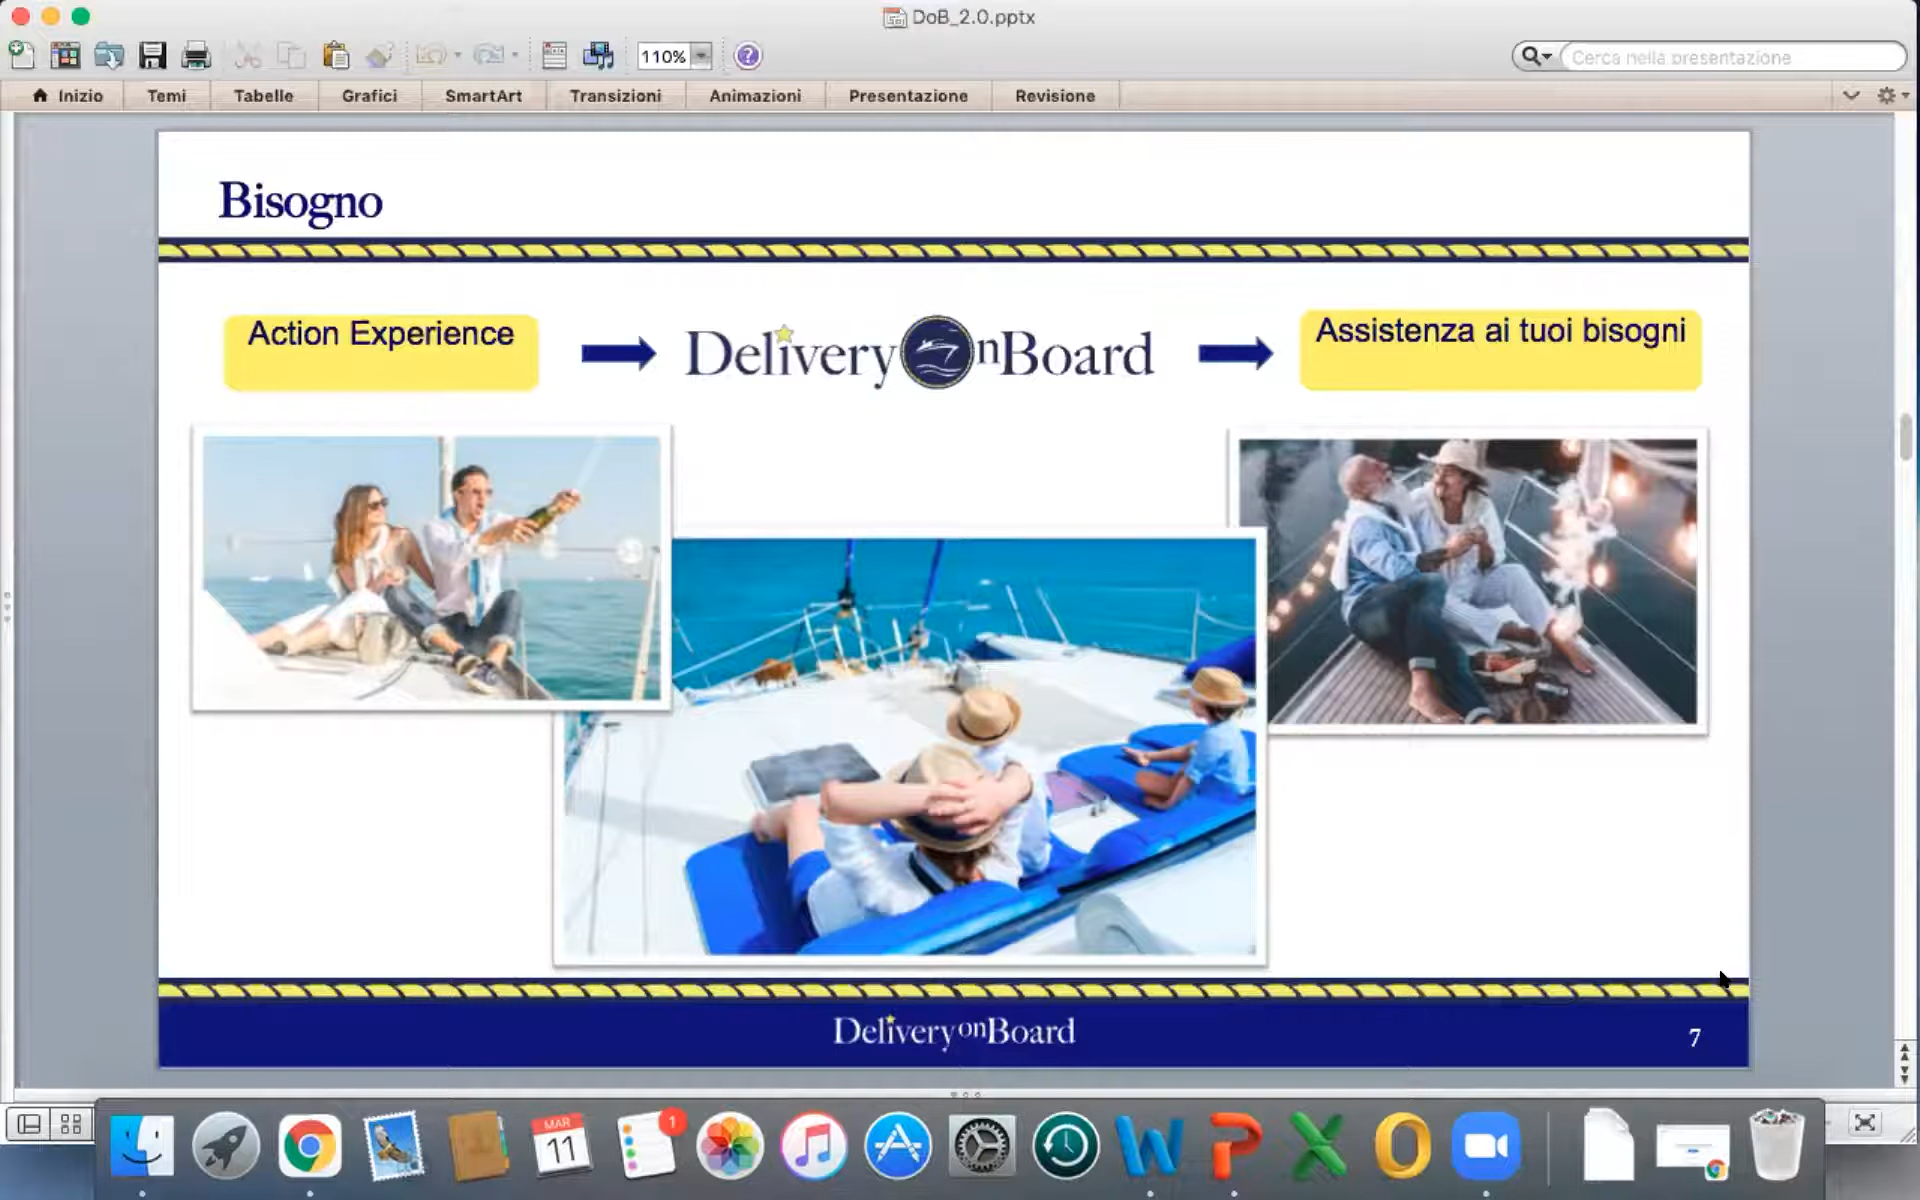 DoB_2.0.pptx
110%
Cerca nella presentazione
Inizio Temi Tabelle Grafici SmartArt Transizioni Animazioni Presentazione Revisione
Bisogno
Action Experience
DeliveryonBoard
Assistenza ai tuoi bisogni
DeliveryonBoard
7
MAR
11
1